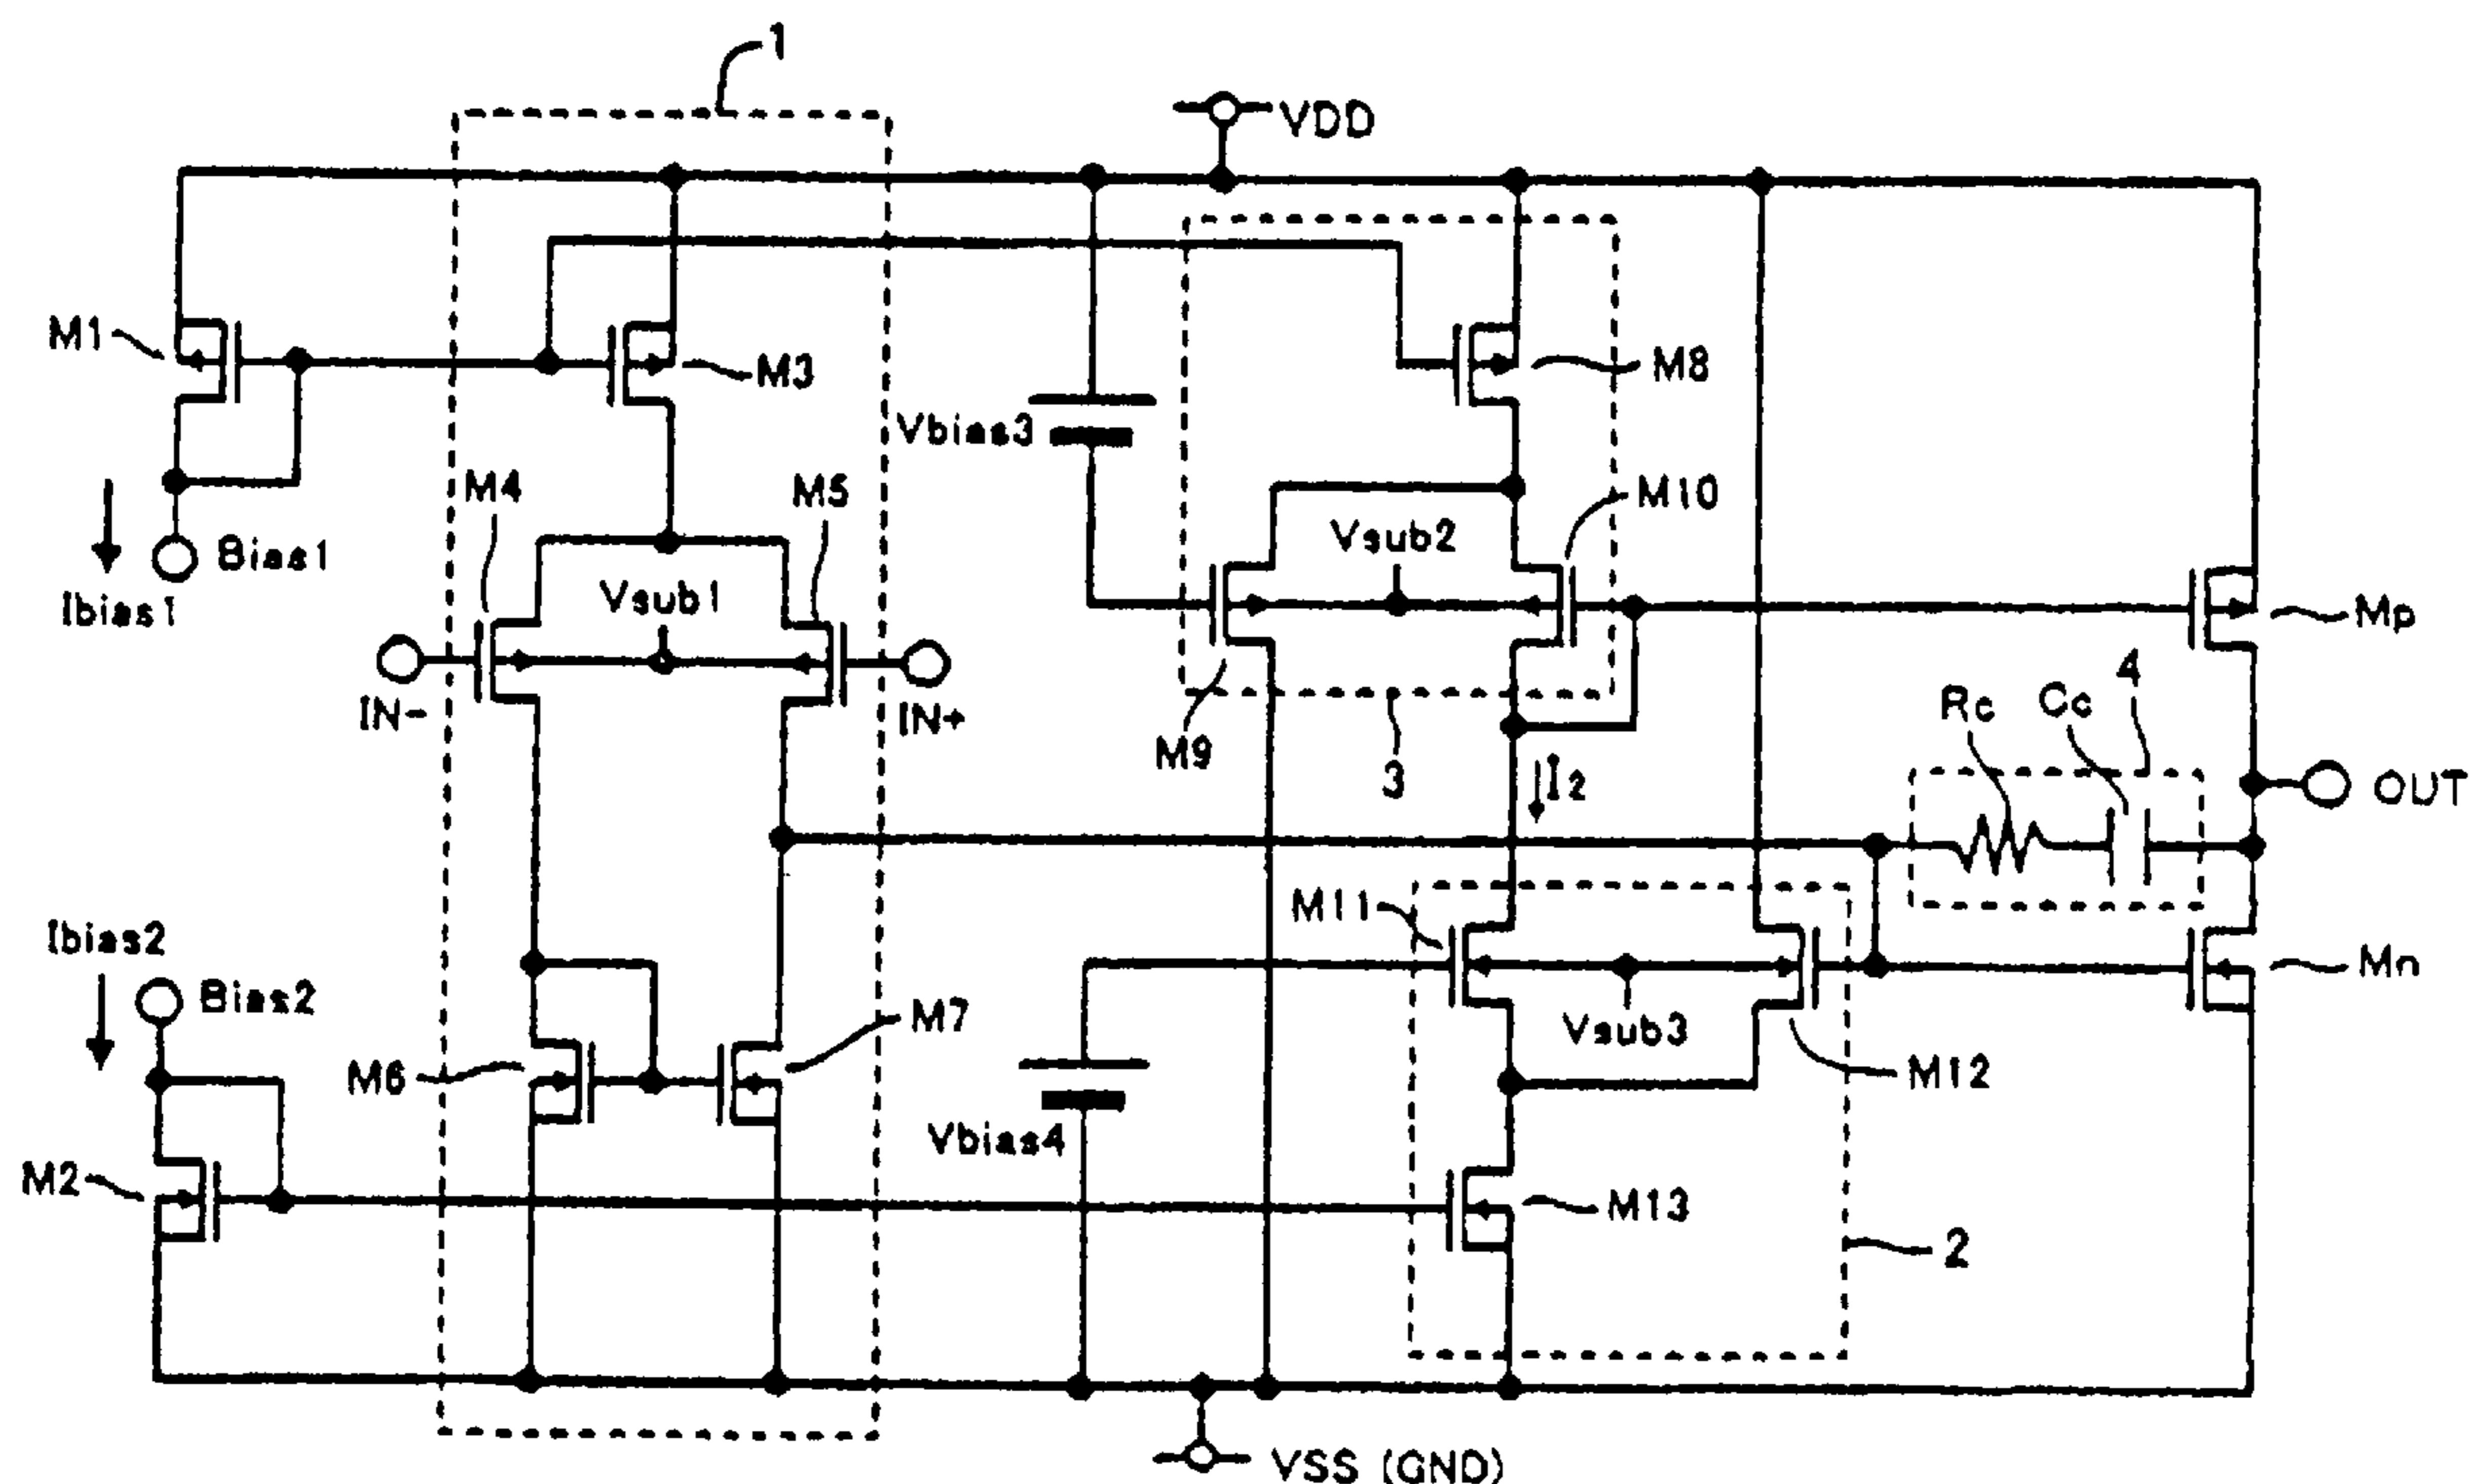 1
VDD
M1
M3
M8
Vbias3
M4
M5
M10
Vsub2
Bias1
Vsub1
Ibias1
Mp
4
IN-
IN+
Rc
Cc
M9
3
I2
OUT
M11
Ibias2
Bias2
Mn
M7
Vsub3
M6
M12
Vbias4
M2
M13
2
VSS (GND)